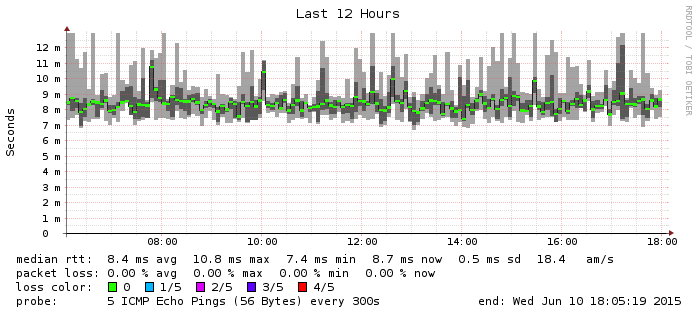 Last 12 Hours
RRDTOOL / TOBI OETIKER
Seconds
12 m
11 m
10 m
9 m
8 m
7 m
6 m
5 m
4 m
3 m
2 m
1 m
0
08:00 10:00 12:00 14:00 16:00 18:00
median rtt: 8.4 ms avg 10.8 ms max 7.4 ms min 8.7 ms now 0.5 ms sd 18.4 am/s
packet loss: 0.00 % avg 0.00 % max 0.00 % min 0.00 % now
loss color: 0 1/5 2/5 3/5 4/5
probe: 5 ICMP Echo Pings (56 Bytes) every 300s end: Wed Jun 10 18:05:19 2015